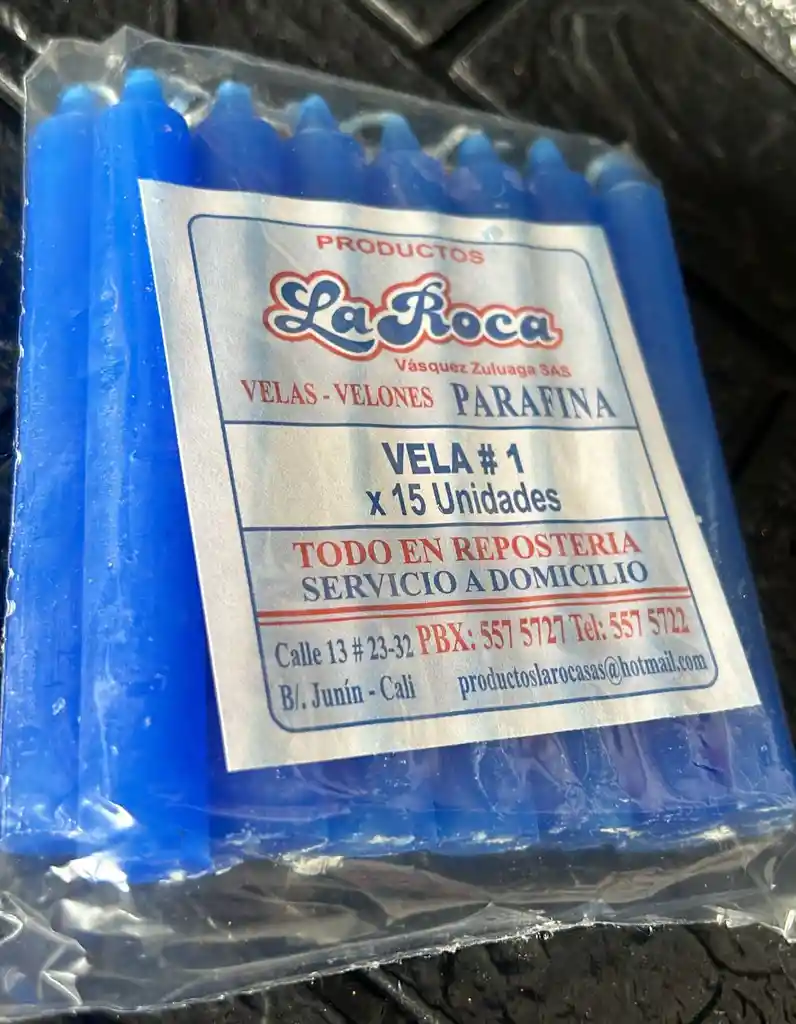 PRODUCTOS
La Roca
Vásquez Zuluaga SAS
VELAS - VELONES PARAFINA
VELA # 1
x 15 Unidades
TODO EN REPOSTERIA
SERVICIO A DOMICILIO
Calle 13 # 23-32 PBX: 557 5727 Tel: 557 5722
B/. Junín - Cali productoslarocasas@hotmail.com